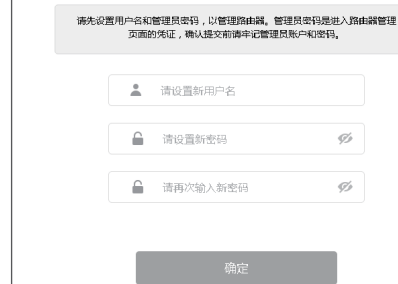 请先设置用户名和管理员密码，以管理路由器。管理员密码是进入路由器管理
页面的凭证，确认提交前请牢记管理员账户和密码。
请设置新用户名
请设置新密码
请再次输入新密码
确定